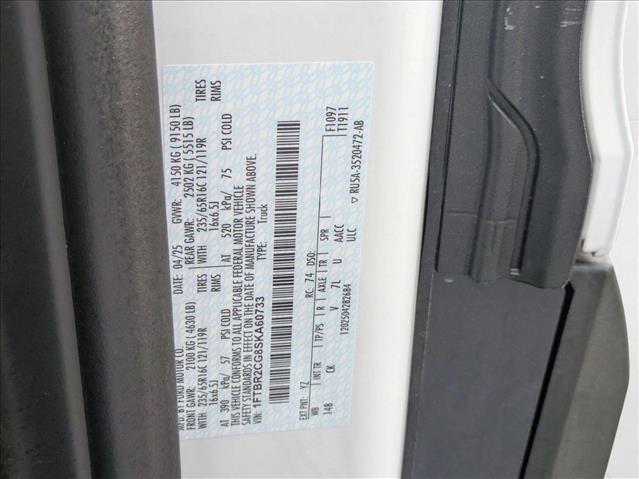 MFD. BY FORD MOTOR CO.
DATE: 04/25 GVWR: 4150 KG ( 9150 LB)
FRONT GAWR: 2100 KG ( 4630 LB) REAR GAWR: 2502 KG ( 5515 LB)
235/65R16C 121/119R TIRES WITH 235/65R16C 121/119R TIRES
16x6.5J RIMS 16x6.5J RIMS
AT 390 kPa/ 57 PSI COLD AT 520 kPa/ 75 PSI COLD
THIS VEHICLE CONFORMS TO ALL APPLICABLE FEDERAL MOTOR VEHICLE
SAFETY STANDARDS IN EFFECT ON THE DATE OF MANUFACTURE SHOWN ABOVE.
VIN: 1FTBR2CG8SKA60733
TYPE: Truck
EXT PNT: YZ RC: 74 DSO: F1097
WB INT TR TP/PS R AXLE TR SPR T1911
148 CK V 7L U AACC
1202504282684 ULC
▽ RU5A-3520472-AB